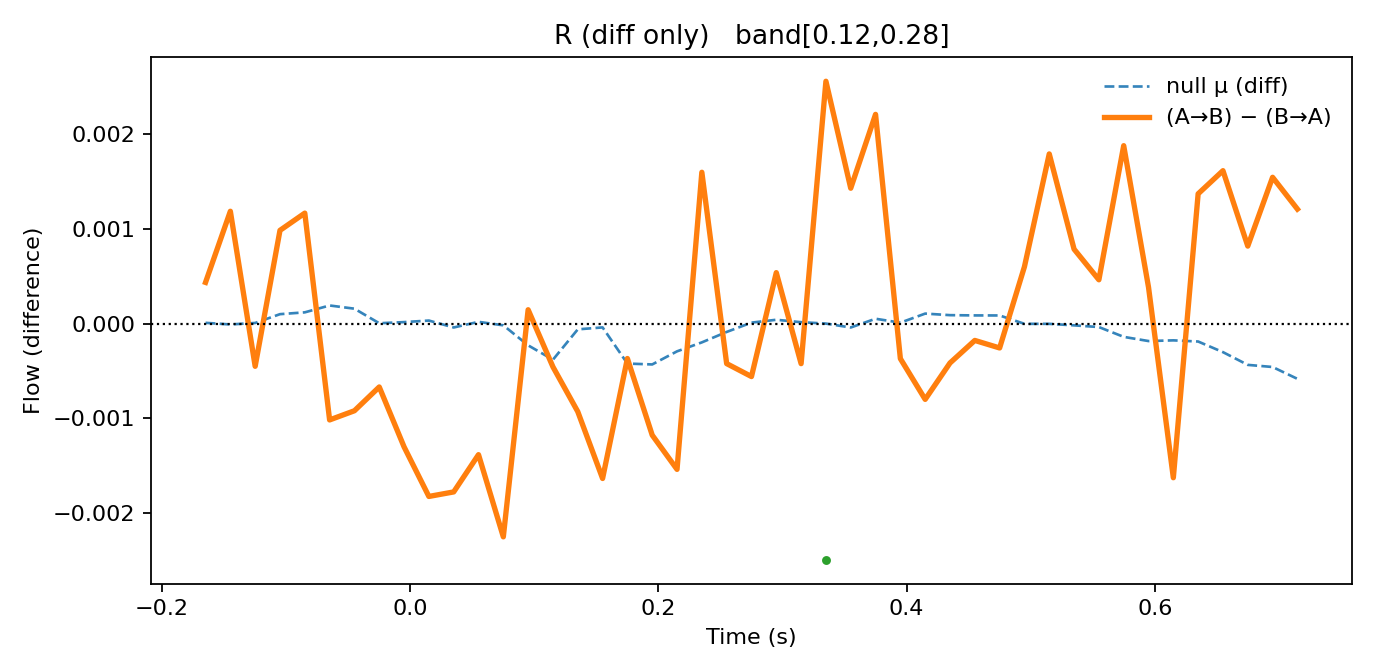 R (diff only)   band[0.12,0.28]
null μ (diff)
(A→B) − (B→A)
Flow (difference)
0.002
0.001
0.000
−0.001
−0.002
−0.2 0.0 0.2 0.4 0.6
Time (s)